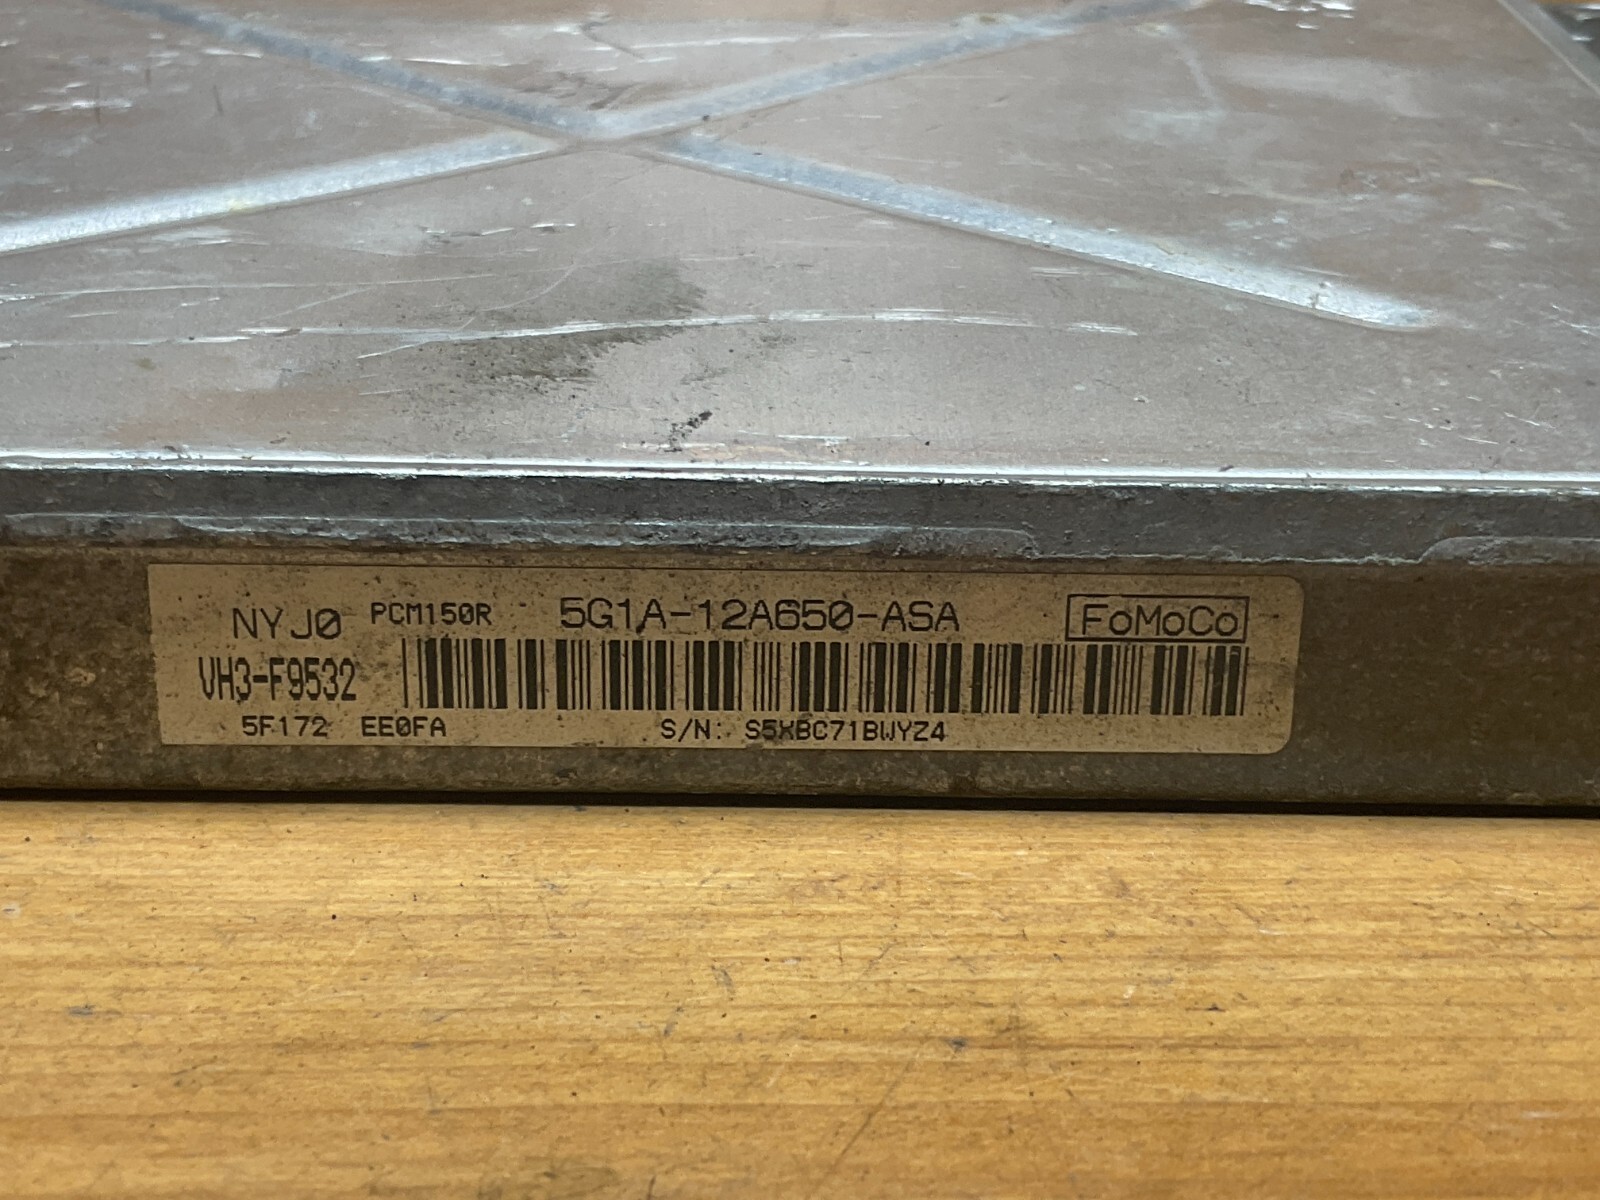 NYJ0 PCM150R 5G1A-12A650-ASA FoMoCo
VH3-F9532
5F172 EE0FA S/N: S5XBC71BWYZ4